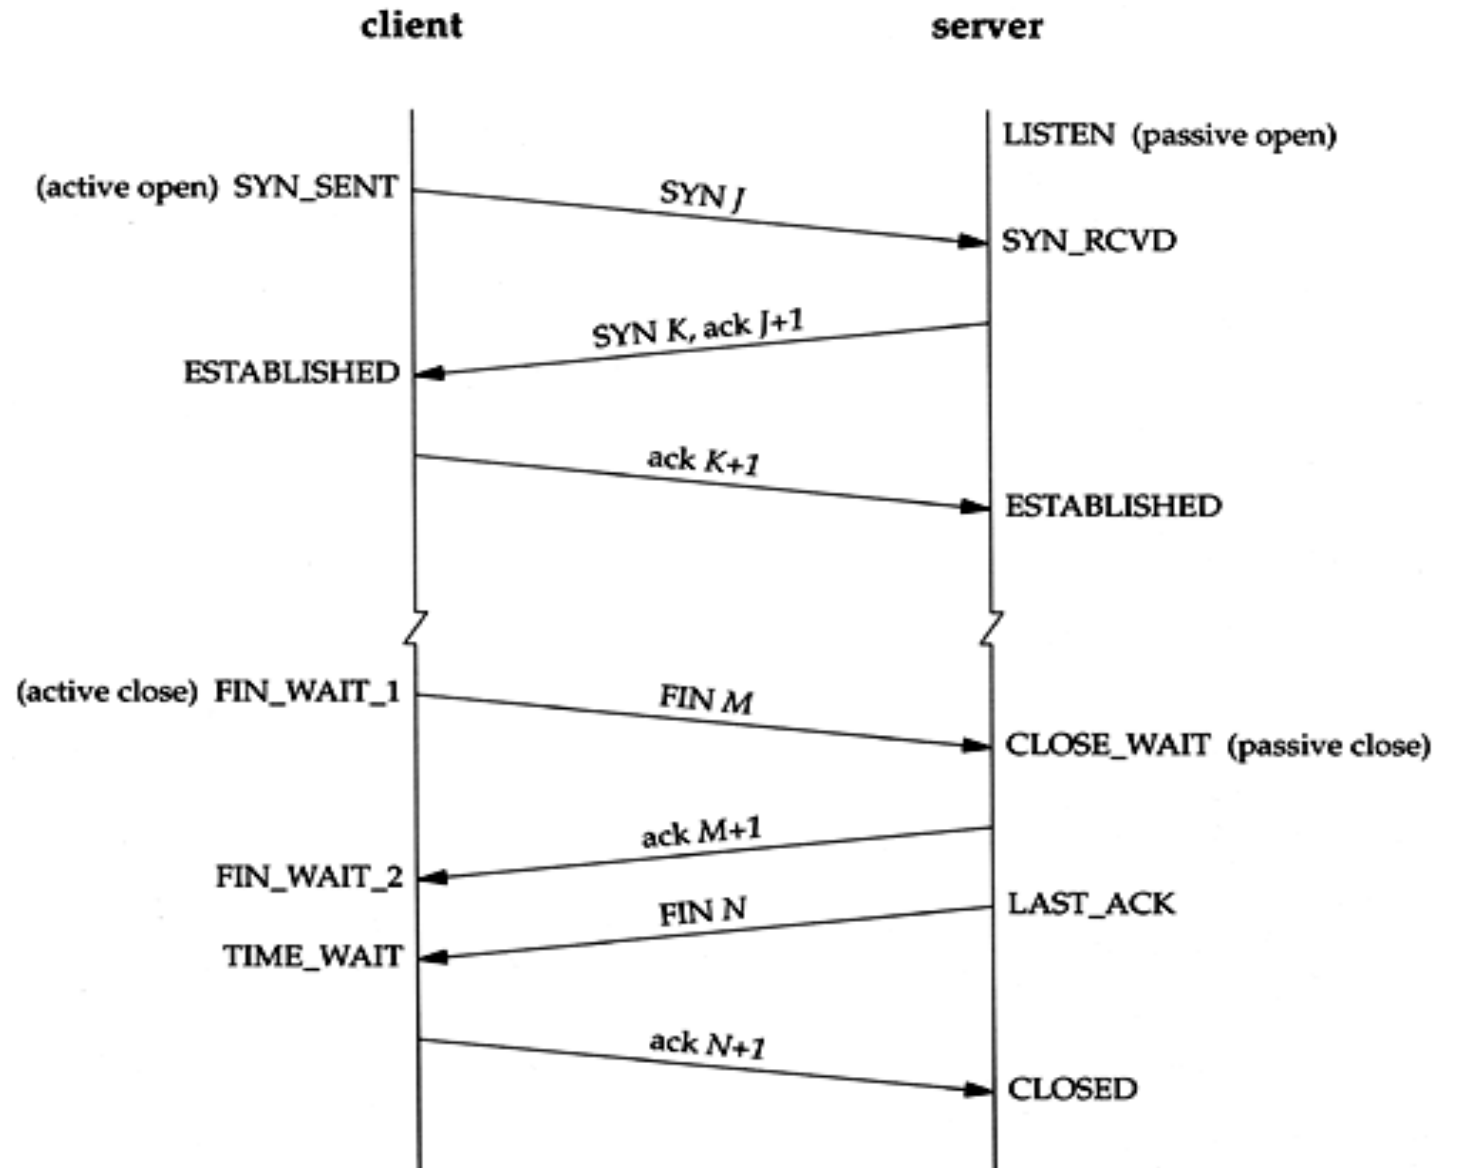 client server
LISTEN (passive open)
(active open) SYN_SENT
SYN J
SYN_RCVD
SYN K, ack J+1
ESTABLISHED
ack K+1
ESTABLISHED
(active close) FIN_WAIT_1
FIN M
CLOSE_WAIT (passive close)
ack M+1
FIN_WAIT_2
FIN N
LAST_ACK
TIME_WAIT
ack N+1
CLOSED